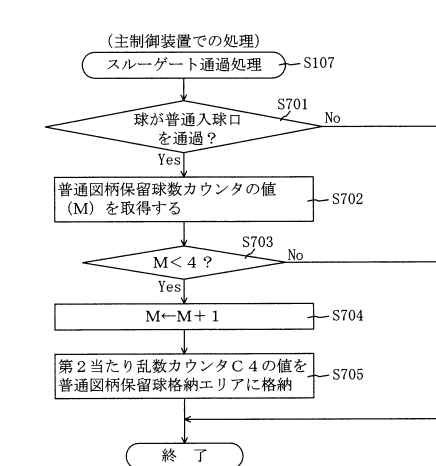 （主制御装置での処理）
スルーゲート通過処理
S107
S701
球が普通入球口
を通過？
No
Yes
普通図柄保留球数カウンタの値
（M）を取得する
S702
S703
M＜4？
No
Yes
M←M＋1
S704
第2当たり乱数カウンタC4の値を
普通図柄保留球格納エリアに格納
S705
終 了